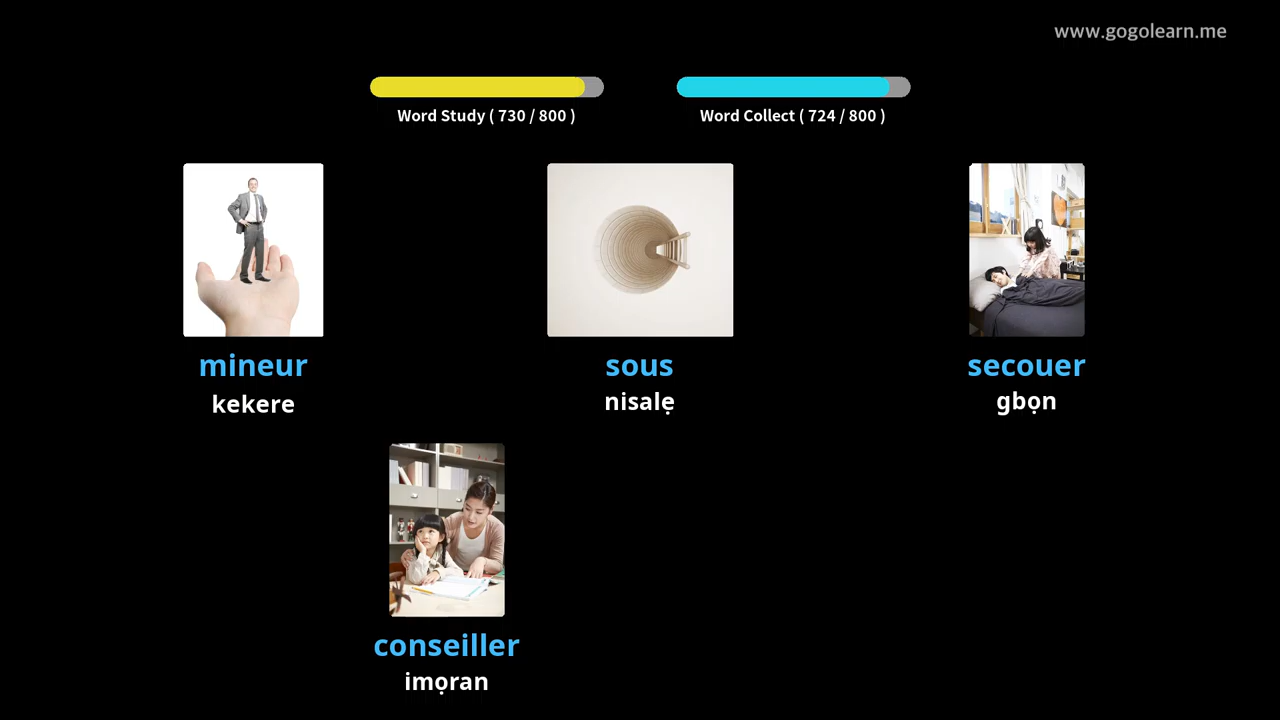 www.gogolearn.me
Word Study ( 730 / 800 )
Word Collect ( 724 / 800 )
mineur
kekere
sous
nisalẹ
secouer
gbọn
conseiller
imọran